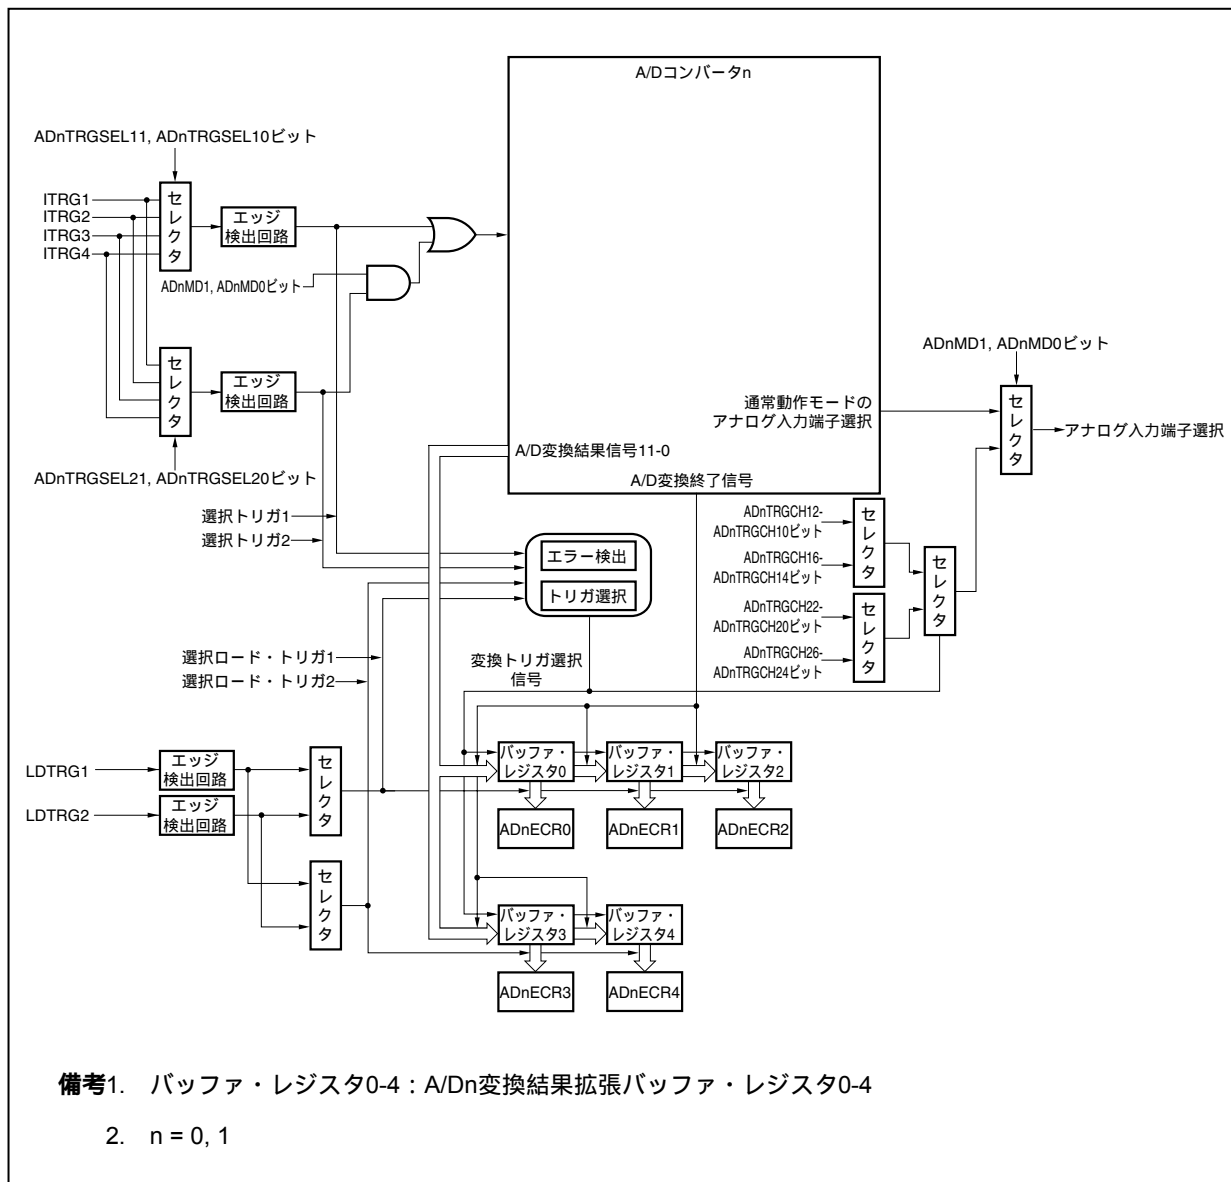 A/Dコンバータn
ADnTRGSEL11, ADnTRGSEL10ビット
ITRG1
ITRG2
ITRG3
ITRG4
セレクタ
エッジ
検出回路
ADnMD1, ADnMD0ビット
セレクタ
エッジ
検出回路
ADnTRGSEL21, ADnTRGSEL20ビット
通常動作モードの
アナログ入力端子選択
ADnMD1, ADnMD0ビット
セレクタ
アナログ入力端子選択
A/D変換結果信号11-0
A/D変換終了信号
選択トリガ1
選択トリガ2
エラー検出
トリガ選択
ADnTRGCH12-
ADnTRGCH10ビット
ADnTRGCH16-
ADnTRGCH14ビット
セレクタ
ADnTRGCH22-
ADnTRGCH20ビット
ADnTRGCH26-
ADnTRGCH24ビット
セレクタ
セレクタ
選択ロード・トリガ1
選択ロード・トリガ2
変換トリガ選択
信号
LDTRG1
エッジ
検出回路
LDTRG2
エッジ
検出回路
セレクタ
セレクタ
バッファ・
レジスタ0
バッファ・
レジスタ1
バッファ・
レジスタ2
ADnECR0
ADnECR1
ADnECR2
バッファ・
レジスタ3
バッファ・
レジスタ4
ADnECR3
ADnECR4
備考1. バッファ・レジスタ0-4：A/Dn変換結果拡張バッファ・レジスタ0-4
2. n = 0, 1